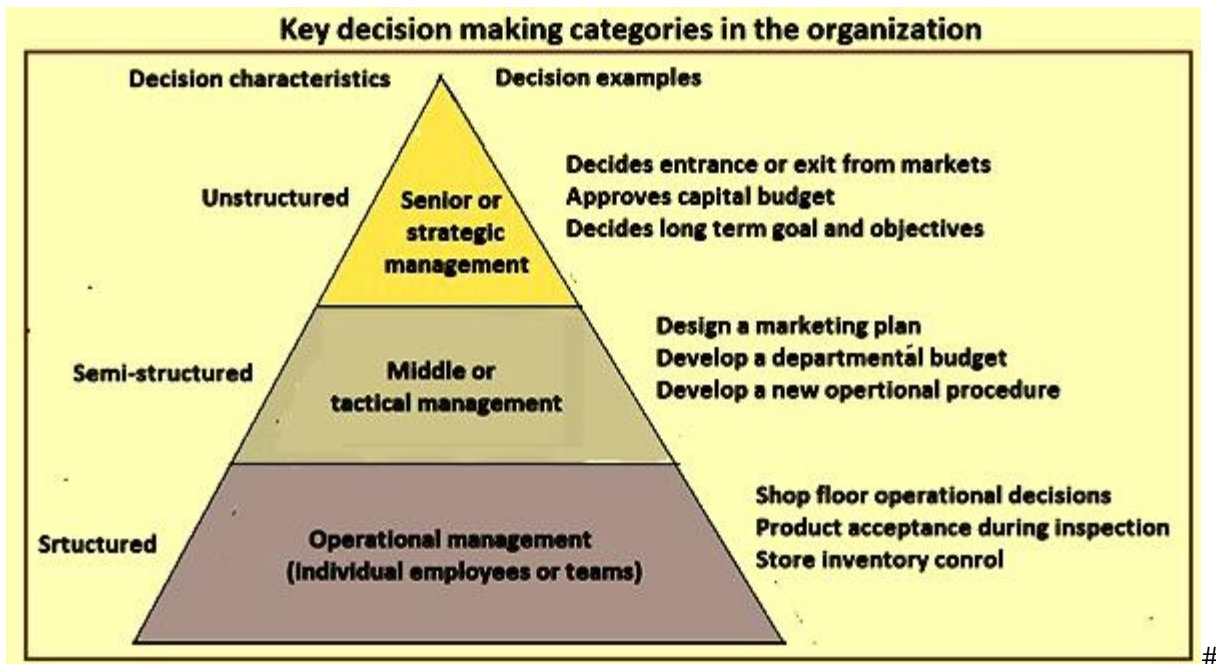 Key decision making categories in the organization
Decision characteristics
Decision examples
Unstructured
Senior or
strategic
management
Decides entrance or exit from markets
Approves capital budget
Decides long term goal and objectives
Semi-structured
Middle or
tactical management
Design a marketing plan
Develop a departmental budget
Develop a new opertional procedure
Srtuctured
Operational management
(individual employees or teams)
Shop floor operational decisions
Product acceptance during inspection
Store inventory conrol
#